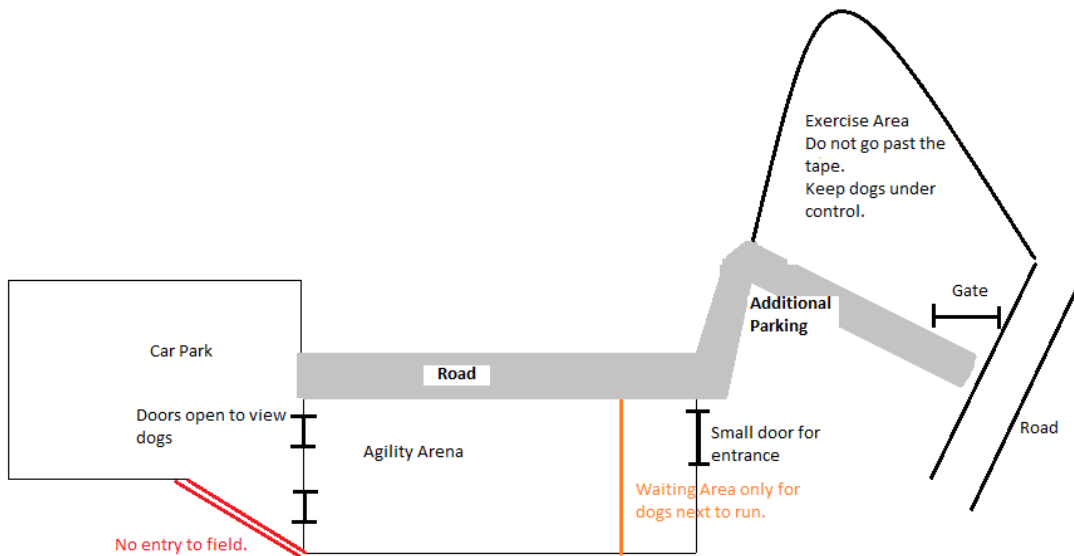 Exercise Area
Do not go past the
tape.
Keep dogs under
control.
Gate
Additional
Parking
Car Park
Road
Doors open to view
dogs
Agility Arena
Small door for
entrance
Road
Waiting Area only for
dogs next to run.
No entry to field.